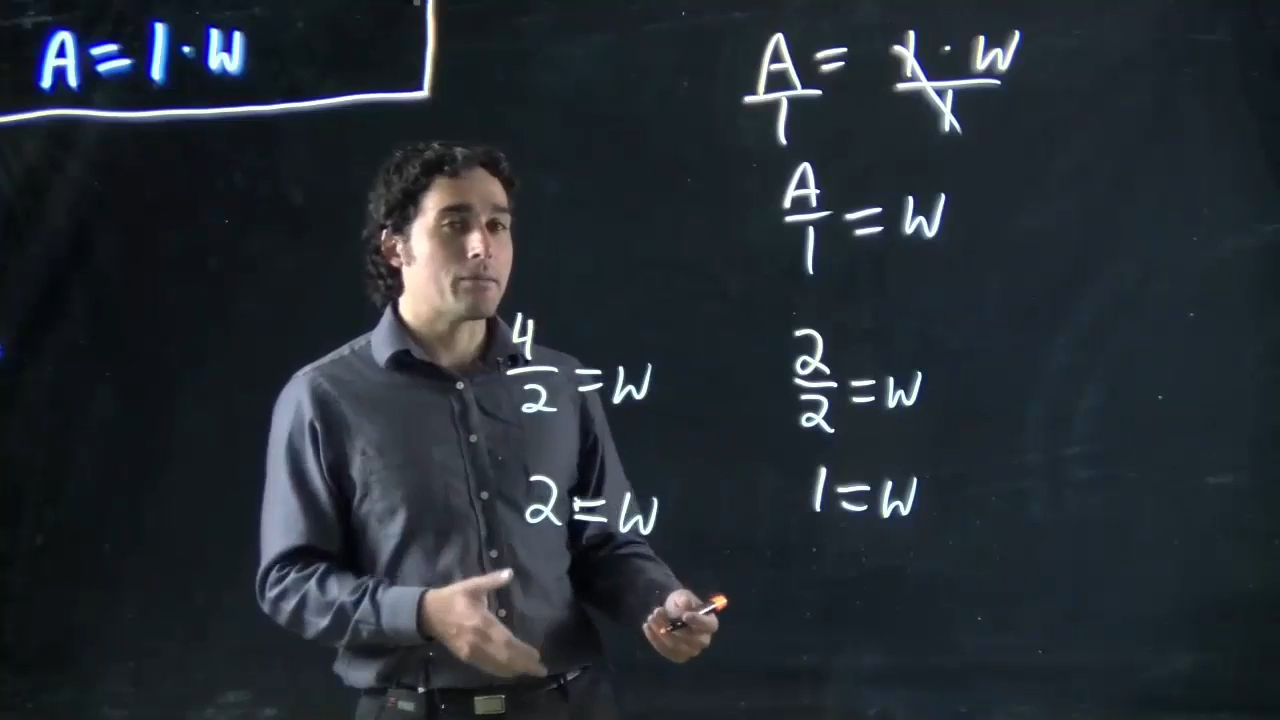 A = l · W
A/l = l · W/l
A/l = W
4/2 = W
2/2 = W
2 = W
1 = W